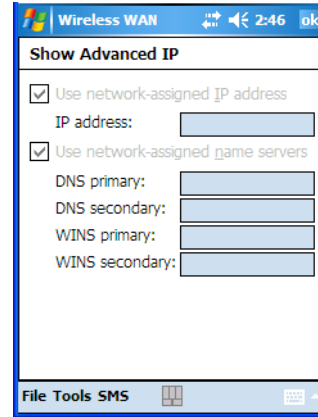 Wireless WAN 2:46 ok
Show Advanced IP
Use network-assigned IP address
IP address:
Use network-assigned name servers
DNS primary:
DNS secondary:
WINS primary:
WINS secondary:
File Tools SMS